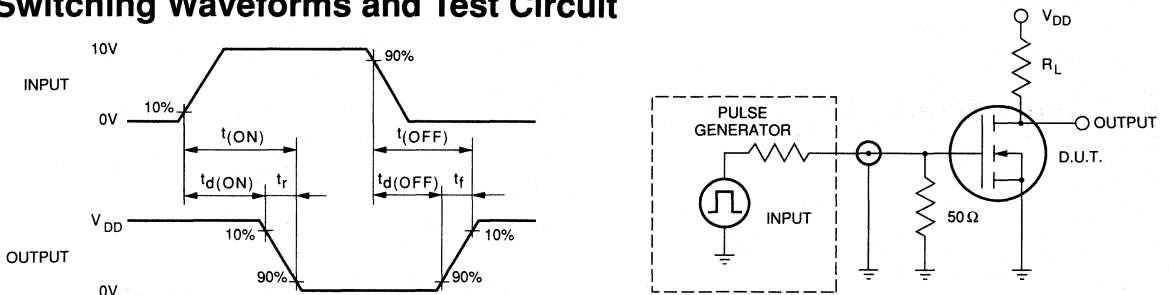 Switching Waveforms and Test Circuit
10V
INPUT
0V
10%
90%
t(ON)
t(OFF)
td(ON)
tr
td(OFF)
tf
VDD
OUTPUT
0V
10%
90%
90%
10%
PULSE
GENERATOR
INPUT
50Ω
VDD
RL
OUTPUT
D.U.T.